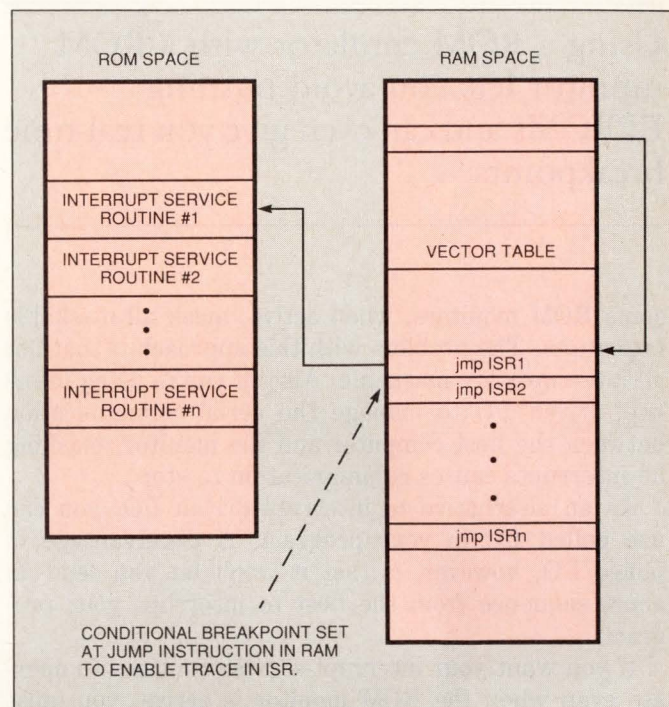 ROM SPACE
INTERRUPT SERVICE
ROUTINE #1
INTERRUPT SERVICE
ROUTINE #2
INTERRUPT SERVICE
ROUTINE #n
RAM SPACE
VECTOR TABLE
jmp ISR1
jmp ISR2
jmp ISRn
CONDITIONAL BREAKPOINT SET
AT JUMP INSTRUCTION IN RAM
TO ENABLE TRACE IN ISR.